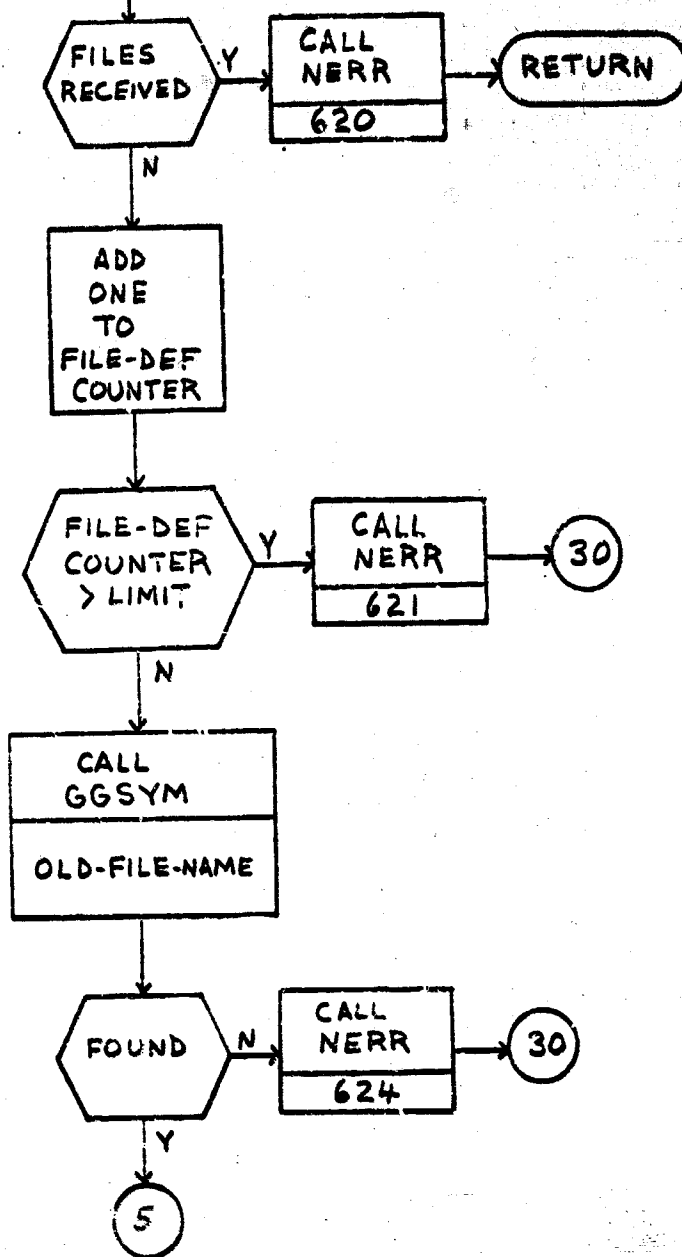 FILES
RECEIVED
Y
CALL
NERR
620
RETURN
N
ADD
ONE
TO
FILE-DEF
COUNTER
FILE-DEF
COUNTER
> LIMIT
Y
CALL
NERR
621
30
N
CALL
GGSYM
OLD-FILE-NAME
FOUND
N
CALL
NERR
624
30
Y
5